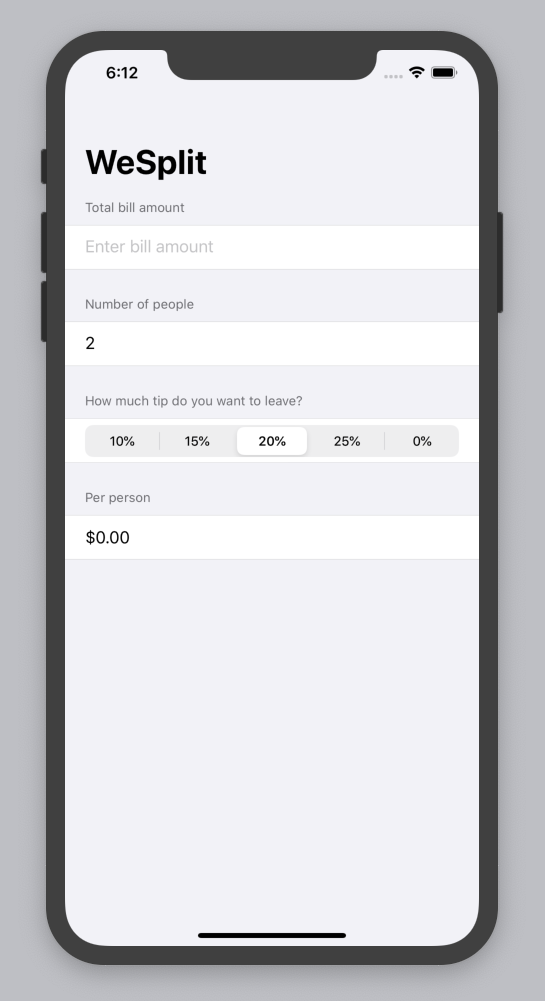 6:12
WeSplit
Total bill amount
Enter bill amount
Number of people
2
How much tip do you want to leave?
10% 15% 20% 25% 0%
Per person
$0.00